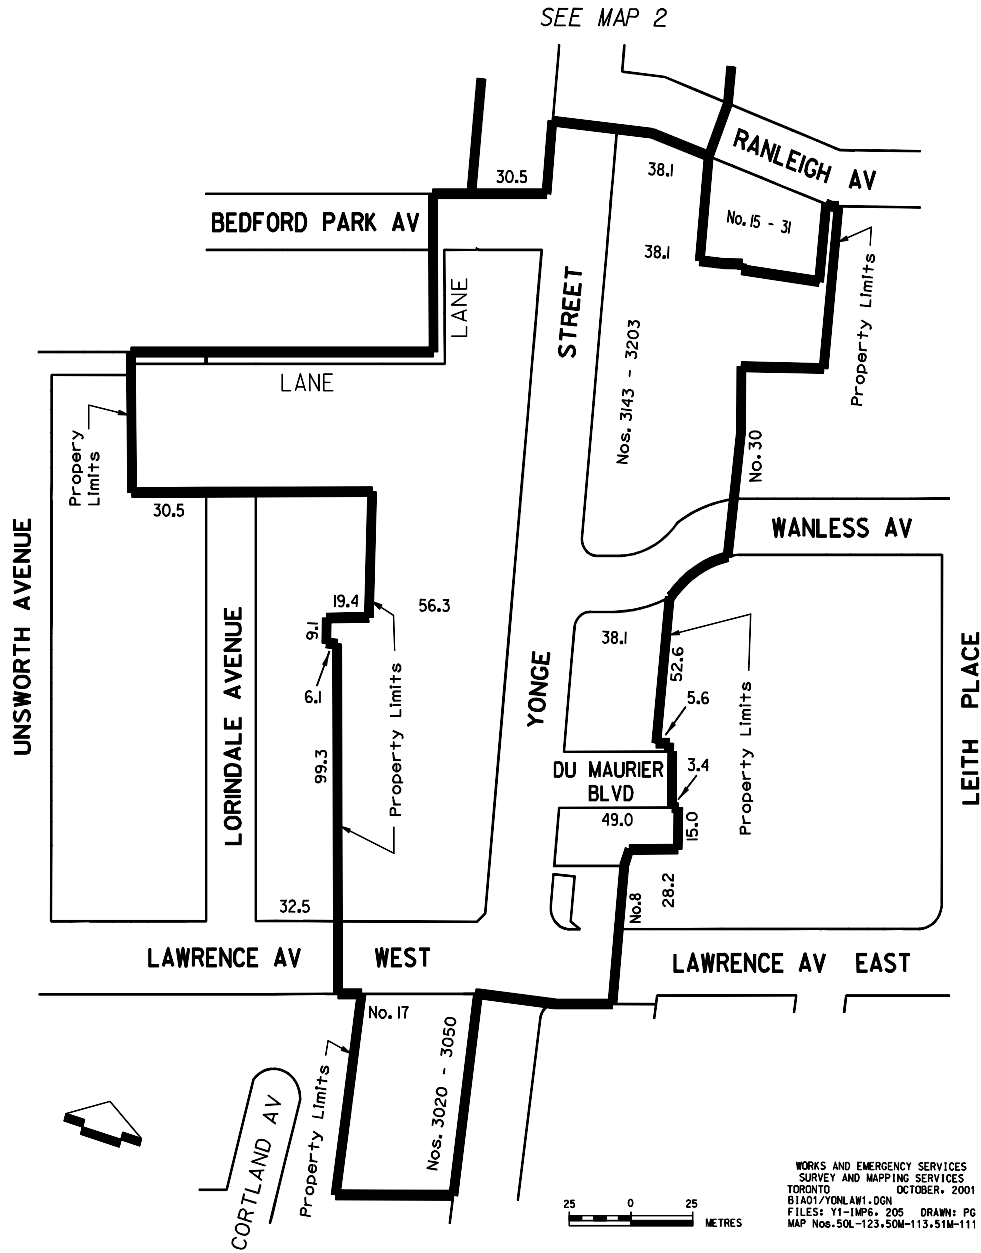 SEE MAP 2
RANLEIGH AV
30.5
38.1
No. 15 - 31
BEDFORD PARK AV
38.1
Property Limits
LANE
STREET
LANE
Nos. 3143 - 3203
Propery
Limits
No. 30
30.5
WANLESS AV
UNSWORTH AVENUE
LORINDALE AVENUE
19.4
56.3
9.1
6.1
Property Limits
99.3
38.1
52.6
5.6
Property Limits
YONGE
LEITH PLACE
DU MAURIER
BLVD
3.4
49.0
15.0
28.2
No. 8
32.5
LAWRENCE AV WEST
LAWRENCE AV EAST
No. 17
Nos. 3020 - 3050
Property Limits
CORTLAND AV
25 0 25
METRES
WORKS AND EMERGENCY SERVICES
SURVEY AND MAPPING SERVICES
TORONTO OCTOBER, 2001
BIA01/YONLAW1.DGN
FILES: Y1-IMP6. 205 DRAWN: PG
MAP Nos.50L-123.50M-113.51M-111